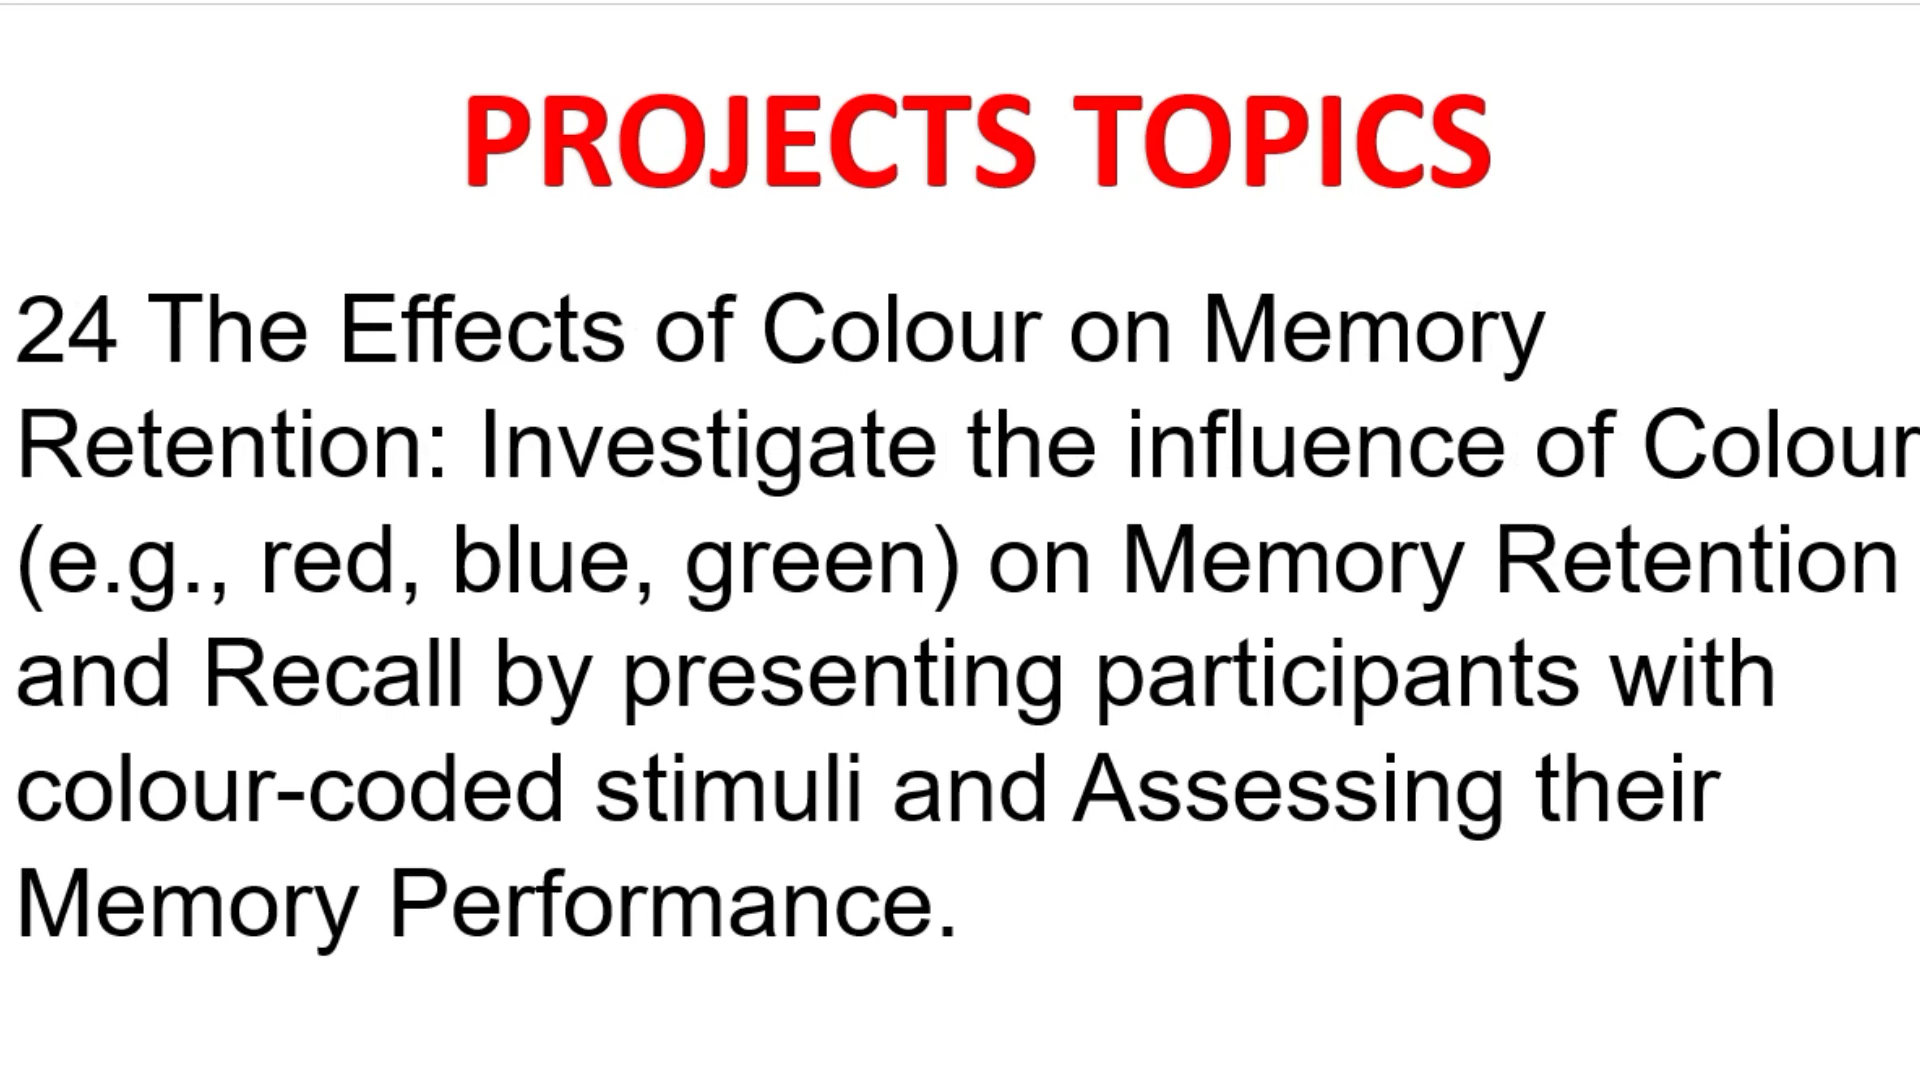 PROJECTS TOPICS
24 The Effects of Colour on Memory
Retention: Investigate the influence of Colour
(e.g., red, blue, green) on Memory Retention
and Recall by presenting participants with
colour-coded stimuli and Assessing their
Memory Performance.